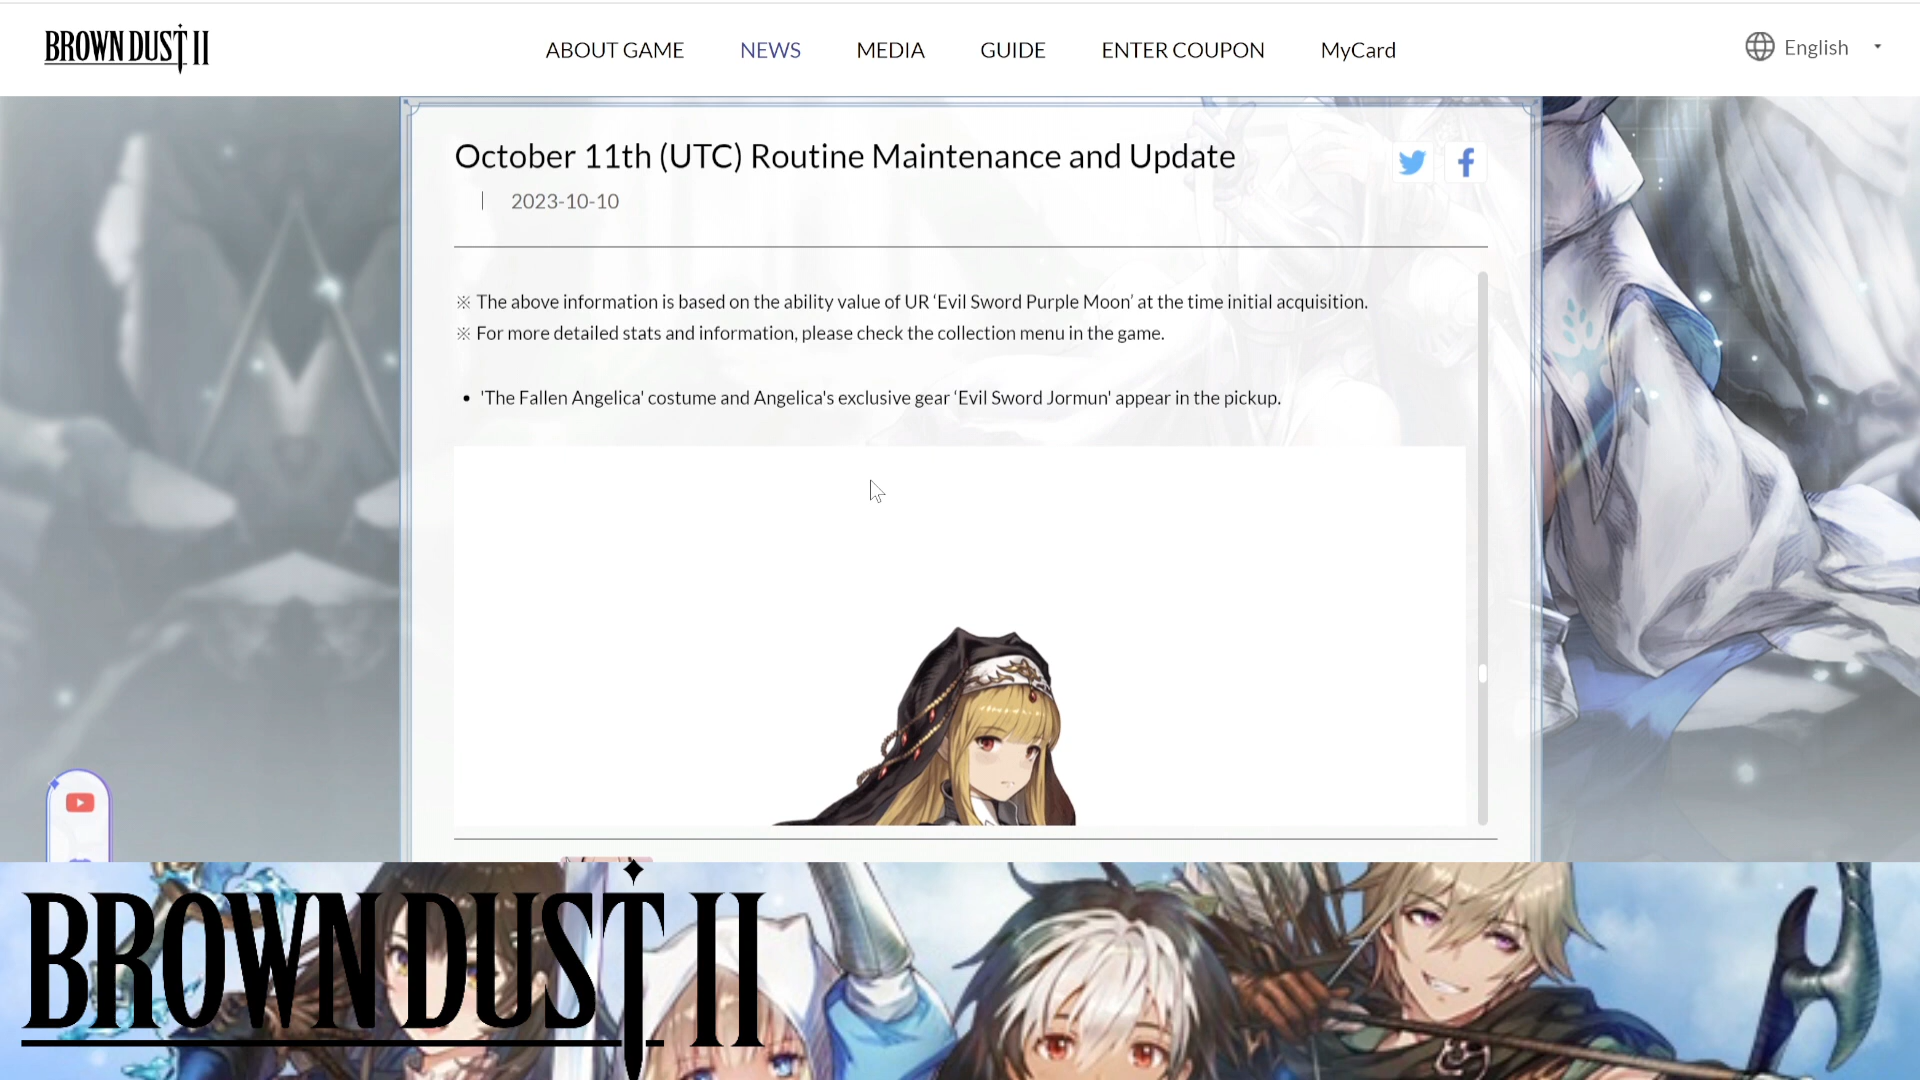 BROWN DUST II
ABOUT GAME
NEWS
MEDIA
GUIDE
ENTER COUPON
MyCard
English
October 11th (UTC) Routine Maintenance and Update
2023-10-10
※ The above information is based on the ability value of UR ‘Evil Sword Purple Moon’ at the time initial acquisition.
※ For more detailed stats and information, please check the collection menu in the game.
• 'The Fallen Angelica' costume and Angelica's exclusive gear ‘Evil Sword Jormun' appear in the pickup.
BROWN DUST II